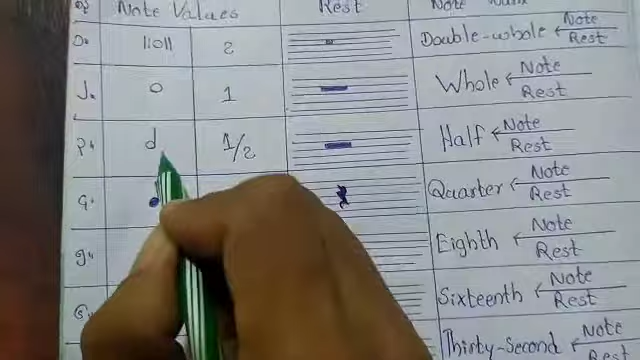 Note Values Rest Note
||O|| 2 Double-whole Note Rest
O 1 Whole Note Rest
d 1/2 Half Note Rest
Quarter Note Rest
Eighth Note Rest
Sixteenth Note Rest
Thirty-Second Note Rest